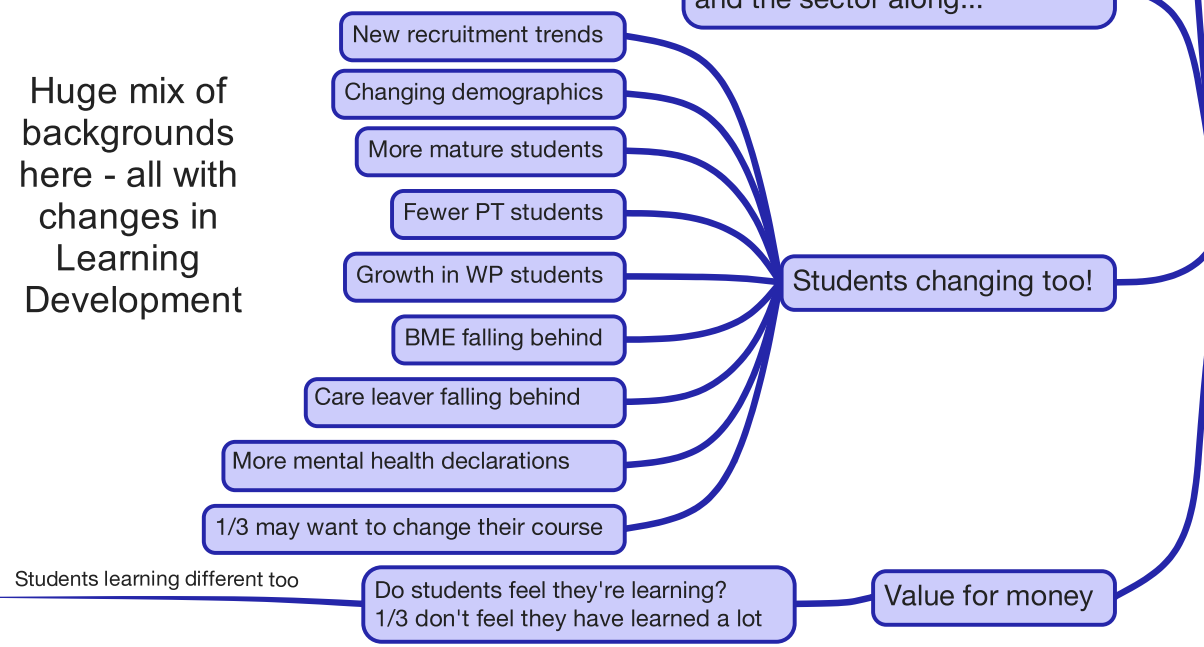 and the sector along...
New recruitment trends
Changing demographics
More mature students
Fewer PT students
Growth in WP students
BME falling behind
Care leaver falling behind
More mental health declarations
1/3 may want to change their course
Students changing too!
Huge mix of
backgrounds
here - all with
changes in
Learning
Development
Students learning different too
Do students feel they're learning?
1/3 don't feel they have learned a lot
Value for money